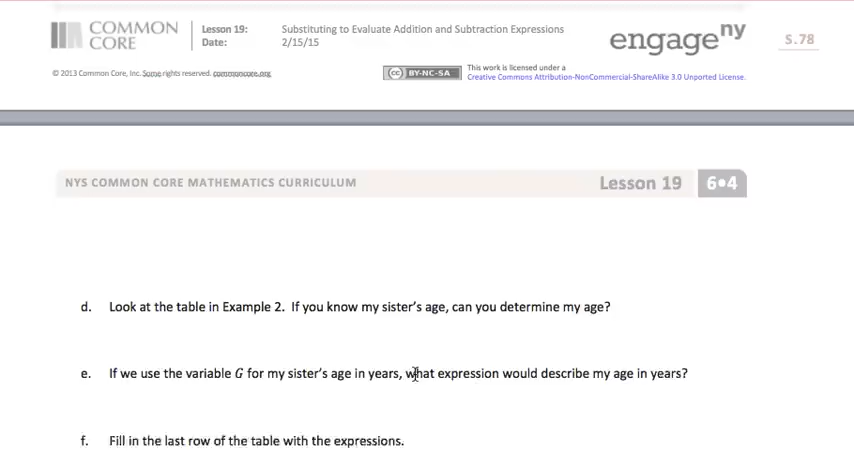 COMMON
CORE
Lesson 19:
Date:
Substituting to Evaluate Addition and Subtraction Expressions
2/15/15
engageny
S.78
© 2013 Common Core, Inc. Some rights reserved. commoncore.org
CC BY-NC-SA
This work is licensed under a
Creative Commons Attribution-NonCommercial-ShareAlike 3.0 Unported License.
NYS COMMON CORE MATHEMATICS CURRICULUM
Lesson 19
6•4
d. Look at the table in Example 2. If you know my sister's age, can you determine my age?
e. If we use the variable G for my sister's age in years, what expression would describe my age in years?
f. Fill in the last row of the table with the expressions.